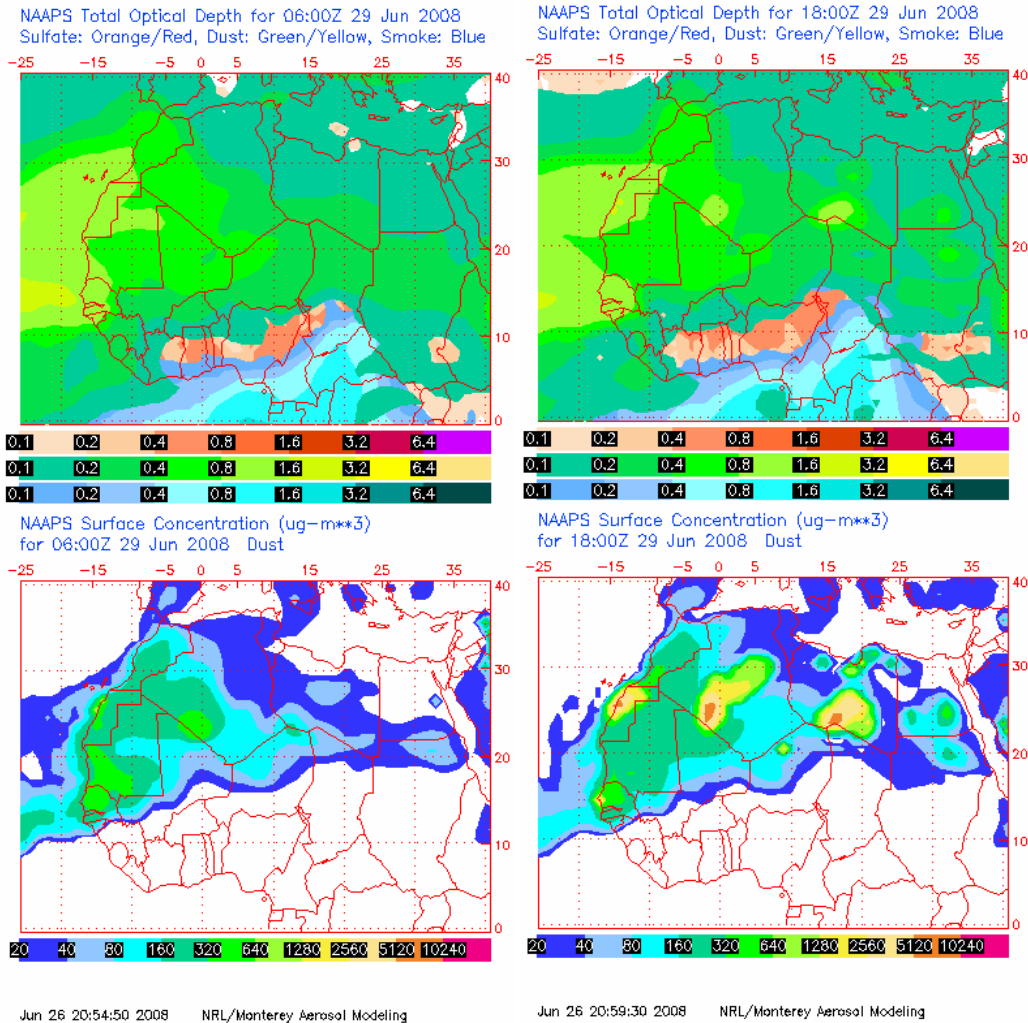 NAAPS Total Optical Depth for 06:00Z 29 Jun 2008
Sulfate: Orange/Red, Dust: Green/Yellow, Smoke: Blue
-25 -15 -5 0 5 15 25 35
40
30
20
10
0
0.1 0.2 0.4 0.8 1.6 3.2 6.4
0.1 0.2 0.4 0.8 1.6 3.2 6.4
0.1 0.2 0.4 0.8 1.6 3.2 6.4
NAAPS Total Optical Depth for 18:00Z 29 Jun 2008
Sulfate: Orange/Red, Dust: Green/Yellow, Smoke: Blue
-25 -15 -5 0 5 15 25 35
40
30
20
10
0
0.1 0.2 0.4 0.8 1.6 3.2 6.4
0.1 0.2 0.4 0.8 1.6 3.2 6.4
0.1 0.2 0.4 0.8 1.6 3.2 6.4
NAAPS Surface Concentration (ug-m**3)
for 06:00Z 29 Jun 2008 Dust
-25 -15 -5 0 5 15 25 35
40
30
20
10
0
20 40 80 160 320 640 1280 2560 5120 10240
Jun 26 20:54:50 2008 NRL/Monterey Aerosol Modeling
NAAPS Surface Concentration (ug-m**3)
for 18:00Z 29 Jun 2008 Dust
-25 -15 -5 0 5 15 25 35
40
30
20
10
0
20 40 80 160 320 640 1280 2560 5120 10240
Jun 26 20:59:30 2008 NRL/Monterey Aerosol Modeling